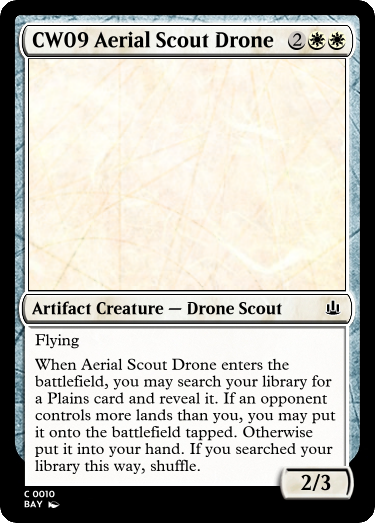 CW09 Aerial Scout Drone 2
Artifact Creature — Drone Scout
Flying
When Aerial Scout Drone enters the
battlefield, you may search your library for
a Plains card and reveal it. If an opponent
controls more lands than you, you may put
it onto the battlefield tapped. Otherwise
put it into your hand. If you searched your
library this way, shuffle.
2/3
C 0010
BAY